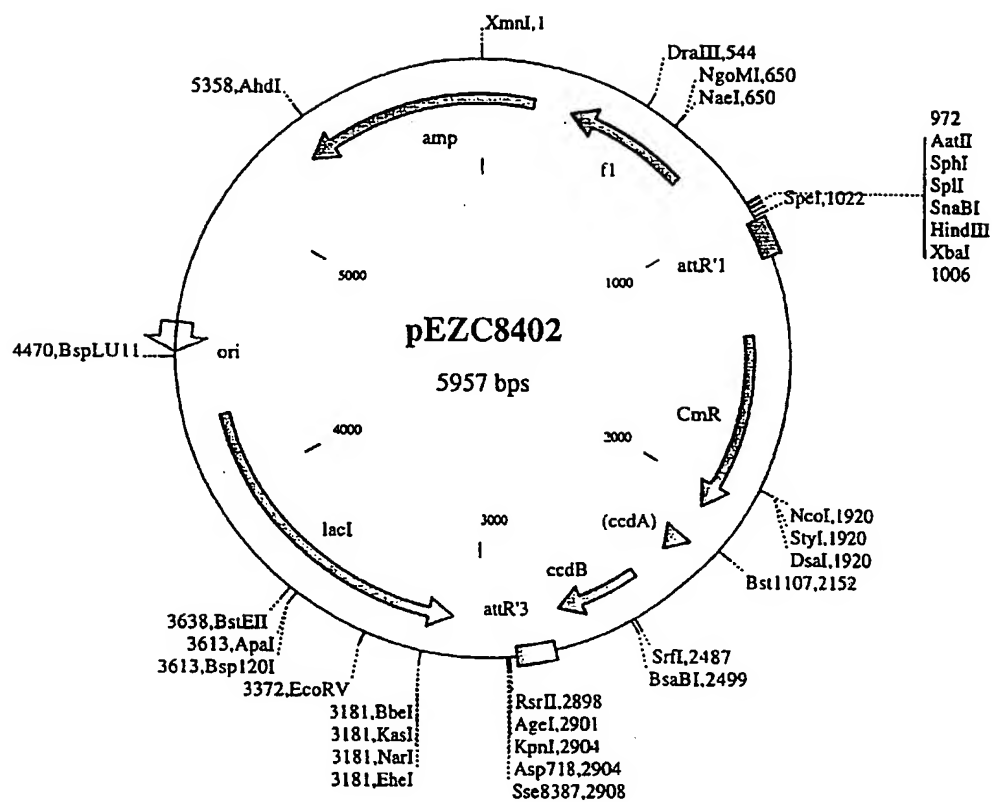 XmnI,1
DraIII,544
NgoMI,650
NaeI,650
5358,AhdI
972
AatII
SphI
SplI
SnaBI
HindIII
XbaI
1006
SpeI,1022
amp
f1
attR'1
5000
1000
pEZC8402
5957 bps
4470,BspLU11
ori
CmR
4000
2000
lacI
3000
(ccdA)
ccdB
attR'3
NcoI,1920
StyI,1920
DsaI,1920
Bst1107,2152
SrfI,2487
BsaBI,2499
3638,BstEII
3613,ApaI
3613,Bsp120I
3372,EcoRV
3181,BbeI
3181,KasI
3181,NarI
3181,EheI
RsrII,2898
AgeI,2901
KpnI,2904
Asp718,2904
Sse8387,2908